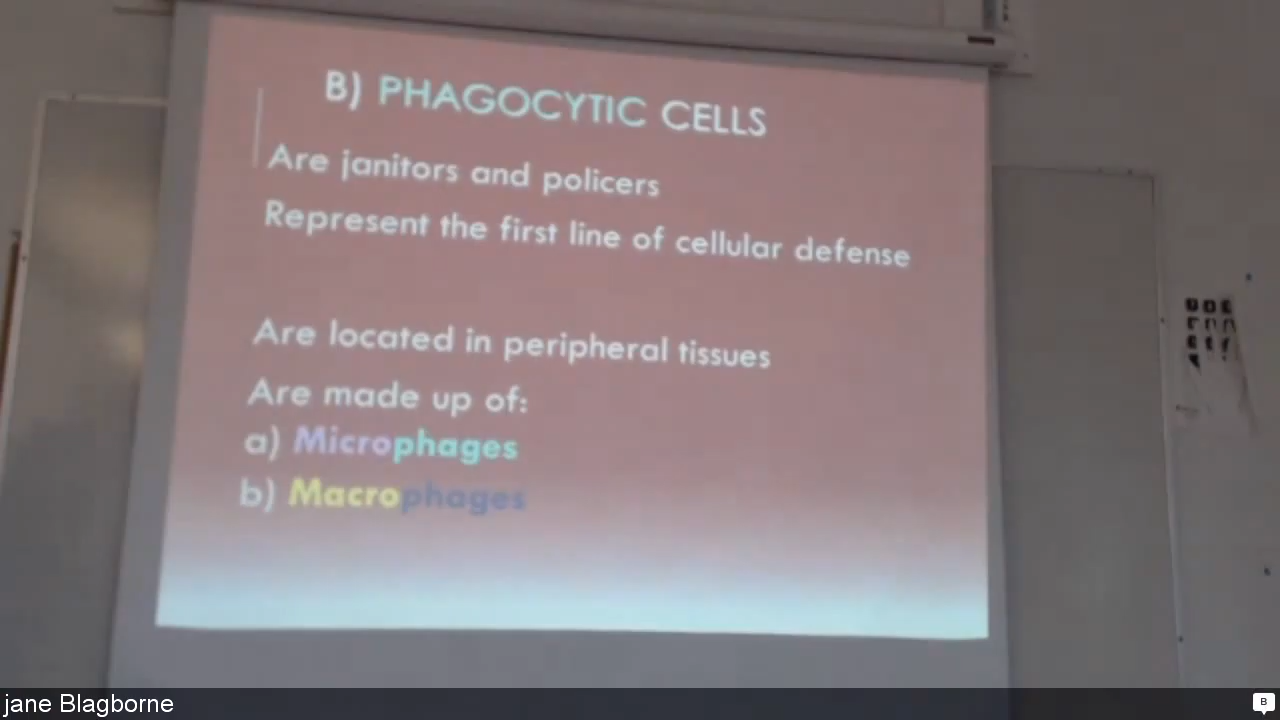 B) PHAGOCYTIC CELLS
Are janitors and policers
Represent the first line of cellular defense
Are located in peripheral tissues
Are made up of:
a) Microphages
b) Macrophages
jane Blagborne
B